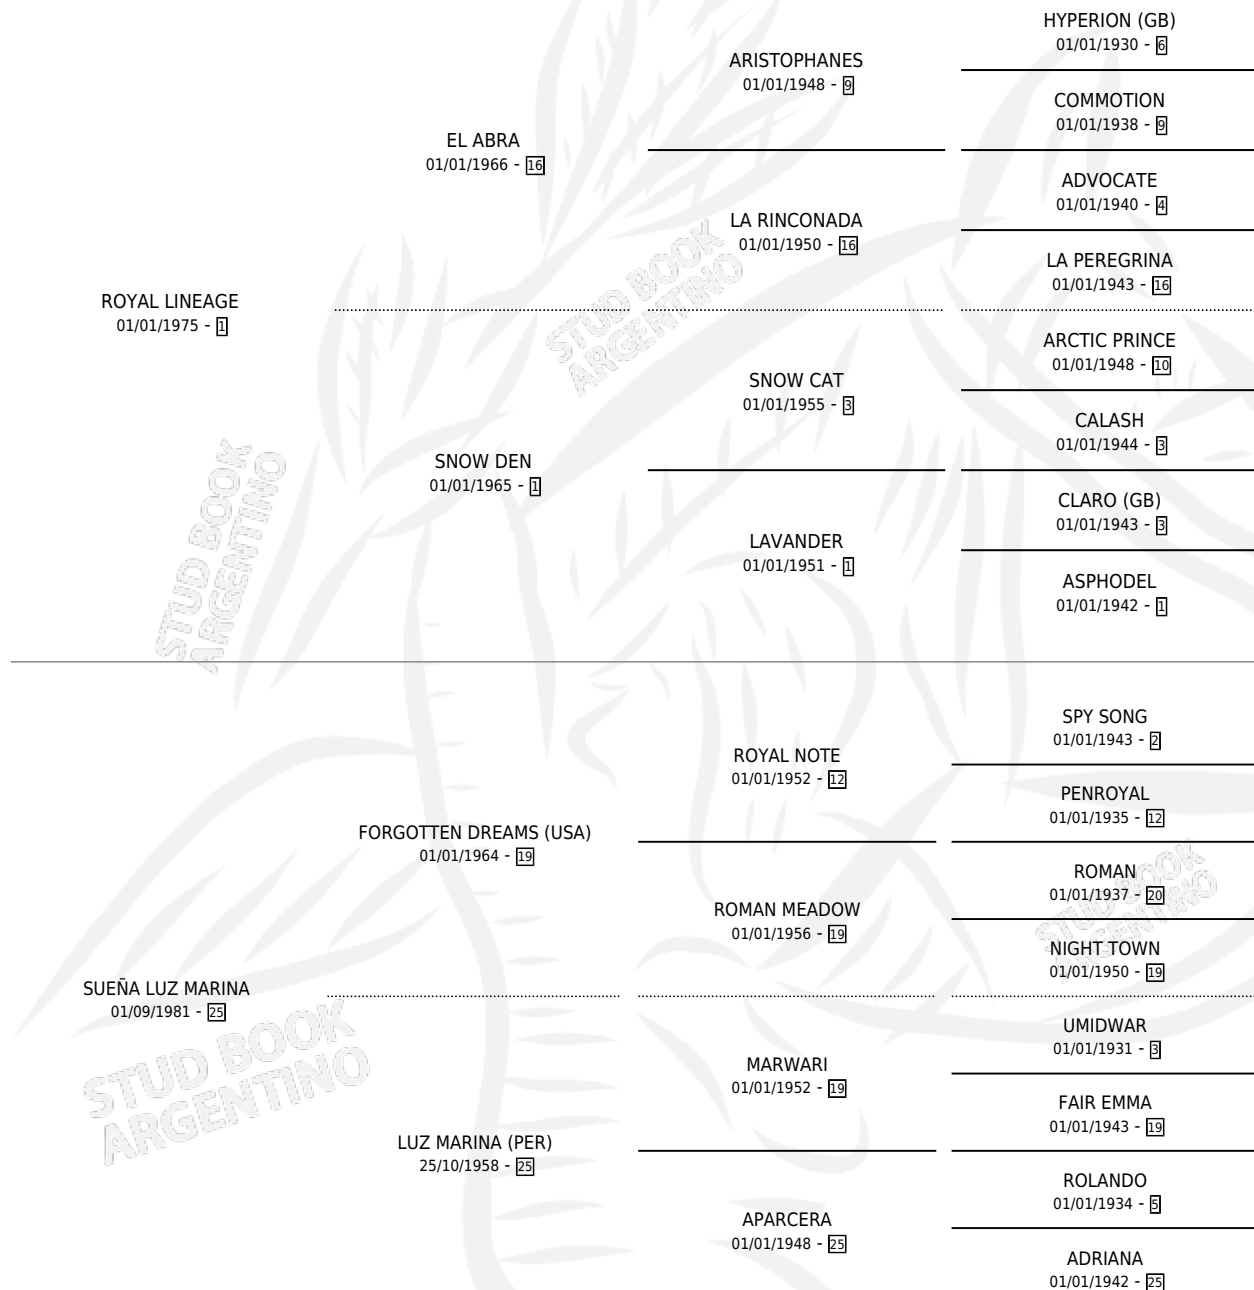 HYPERION (GB)
01/01/1930 - 6
ARISTOPHANES
01/01/1948 - 9
COMMOTION
01/01/1938 - 9
EL ABRA
01/01/1966 - 16
ADVOCATE
01/01/1940 - 4
LA RINCONADA
01/01/1950 - 16
LA PEREGRINA
01/01/1943 - 16
ROYAL LINEAGE
01/01/1975 - 1
ARCTIC PRINCE
01/01/1948 - 10
SNOW CAT
01/01/1955 - 3
CALASH
01/01/1944 - 3
SNOW DEN
01/01/1965 - 1
CLARO (GB)
01/01/1943 - 3
LAVANDER
01/01/1951 - 1
ASPHODEL
01/01/1942 - 1
SPY SONG
01/01/1943 - 2
ROYAL NOTE
01/01/1952 - 12
PENROYAL
01/01/1935 - 12
FORGOTTEN DREAMS (USA)
01/01/1964 - 19
ROMAN
01/01/1937 - 20
ROMAN MEADOW
01/01/1956 - 19
NIGHT TOWN
01/01/1950 - 19
SUEÑA LUZ MARINA
01/09/1981 - 25
UMIDWAR
01/01/1931 - 3
MARWARI
01/01/1952 - 19
FAIR EMMA
01/01/1943 - 19
LUZ MARINA (PER)
25/10/1958 - 25
ROLANDO
01/01/1934 - 5
APARCERA
01/01/1948 - 25
ADRIANA
01/01/1942 - 25
STUD BOOK
ARGENTINO
STUD BOOK
ARGENTINO
STUD BOOK
ARGENTINO
STUD BOOK
ARGENTINO